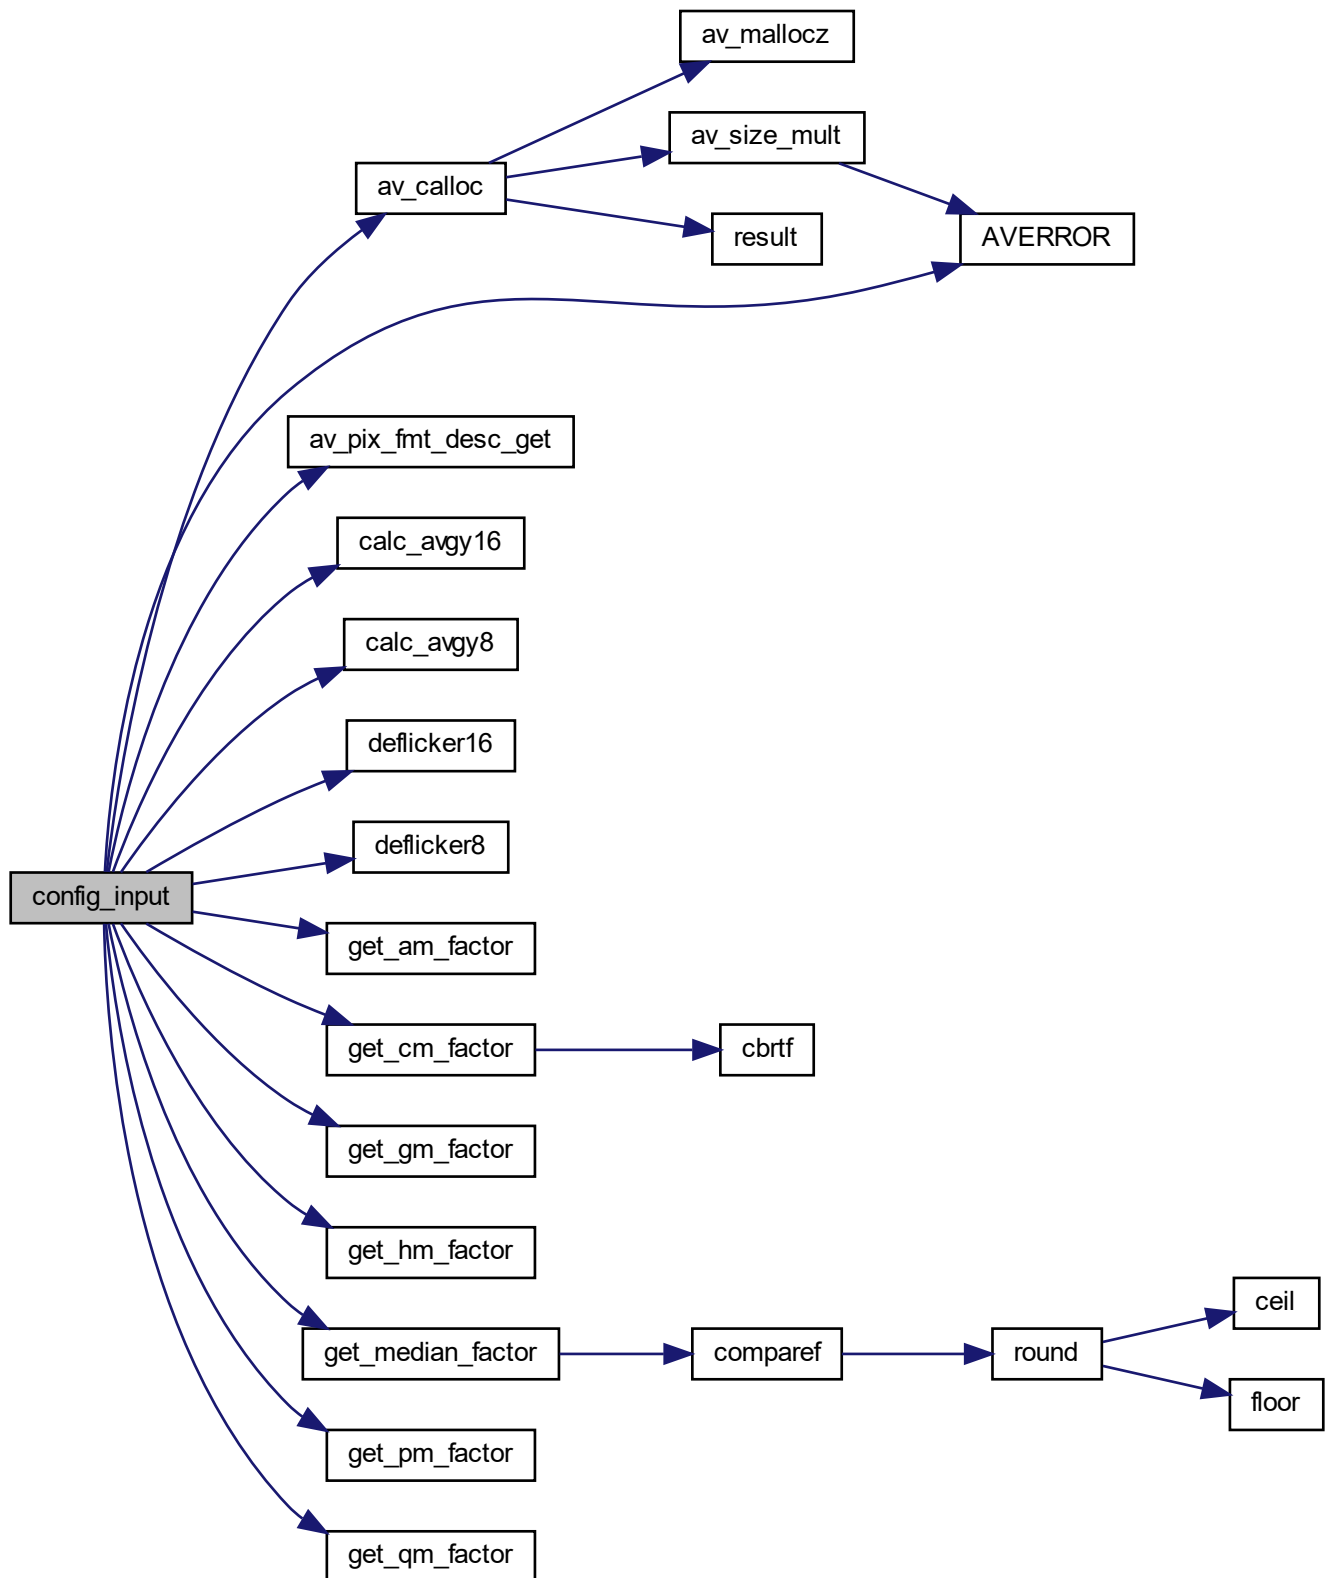 av_mallocz
av_size_mult
av_calloc
result
AVERROR
av_pix_fmt_desc_get
calc_avgy16
calc_avgy8
deflicker16
deflicker8
config_input
get_am_factor
get_cm_factor
cbrtf
get_gm_factor
get_hm_factor
ceil
get_median_factor
comparef
round
floor
get_pm_factor
get_qm_factor